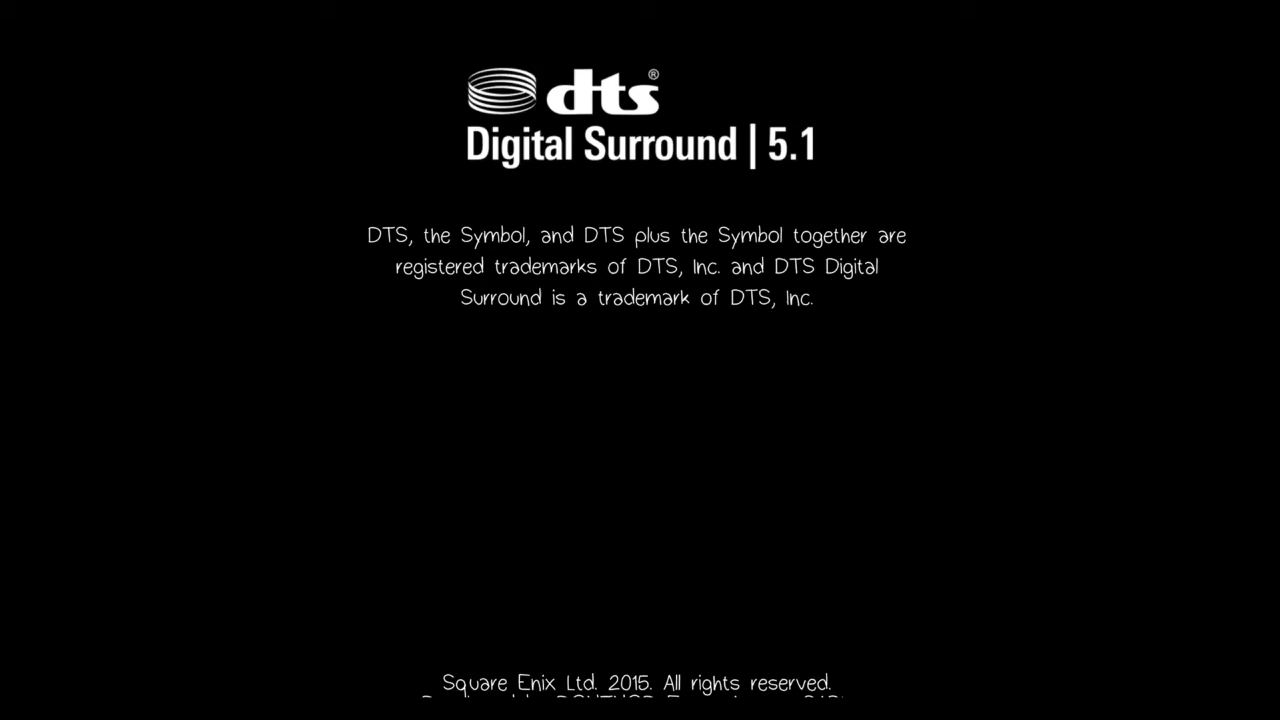 dts®
Digital Surround | 5.1
DTS, the Symbol, and DTS plus the Symbol together are
registered trademarks of DTS, Inc. and DTS Digital
Surround is a trademark of DTS, Inc.
Square Enix Ltd. 2015. All rights reserved.